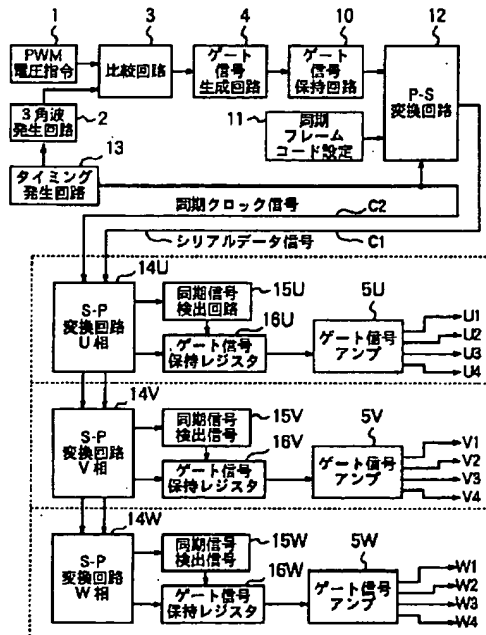 1
3
4
10
12
PWM
電圧指令
比較回路
ゲート
信号
生成回路
ゲート
信号
保持回路
P-S
変換回路
3角波
発生回路
2
11
同期
フレーム
コード設定
13
タイミング
発生回路
同期クロック信号
C2
シリアルデータ信号
C1
14U
S-P
変換回路
U相
同期信号
検出回路
15U
16U
ゲート信号
保持レジスタ
5U
ゲート信号
アンプ
U1
U2
U3
U4
14V
S-P
変換回路
V相
同期信号
検出信号
15V
16V
ゲート信号
保持レジスタ
5V
ゲート信号
アンプ
V1
V2
V3
V4
14W
S-P
変換回路
W相
同期信号
検出信号
15W
16W
ゲート信号
保持レジスタ
5W
ゲート信号
アンプ
W1
W2
W3
W4